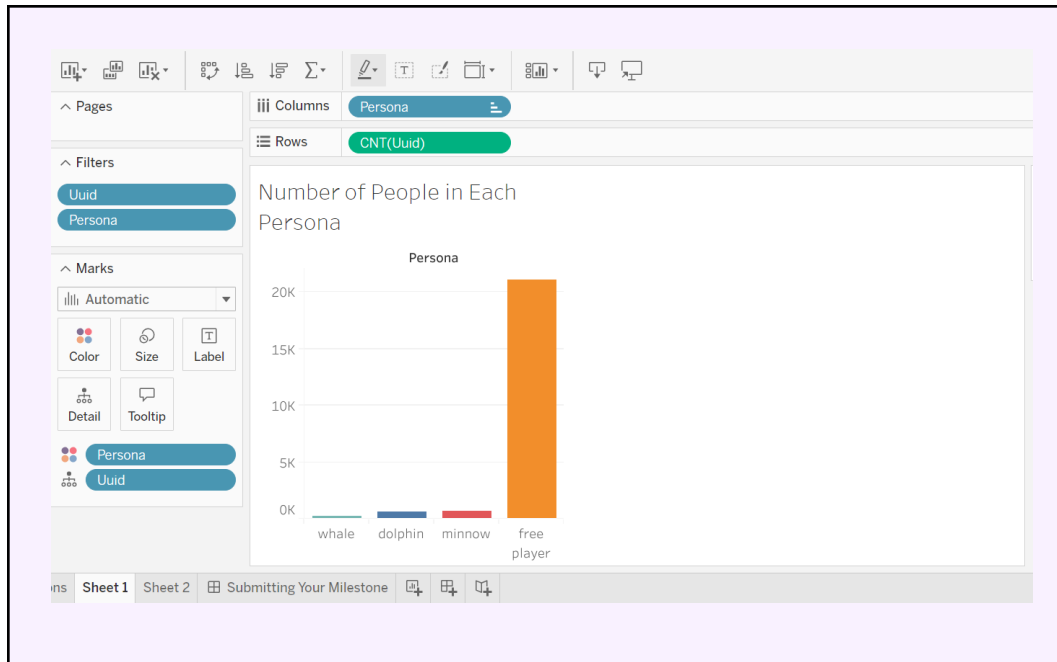 Pages
Columns
Persona
Rows
CNT(Uuid)
Filters
Uuid
Persona
Marks
Automatic
Color
Size
T
Label
Detail
Tooltip
Persona
Uuid
Number of People in Each
Persona
Persona
20K
15K
10K
5K
0K
whale
dolphin
minnow
free
player
ns
Sheet 1
Sheet 2
Submitting Your Milestone